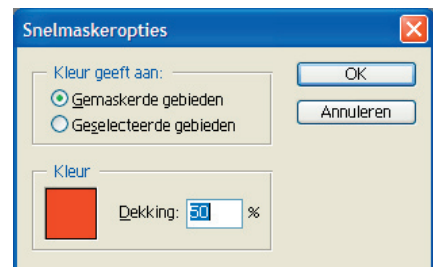 Snelmaskeropties
Kleur geeft aan:
Gemaskerde gebieden
Geselecteerde gebieden
OK
Annuleren
Kleur
Dekking: 50 %